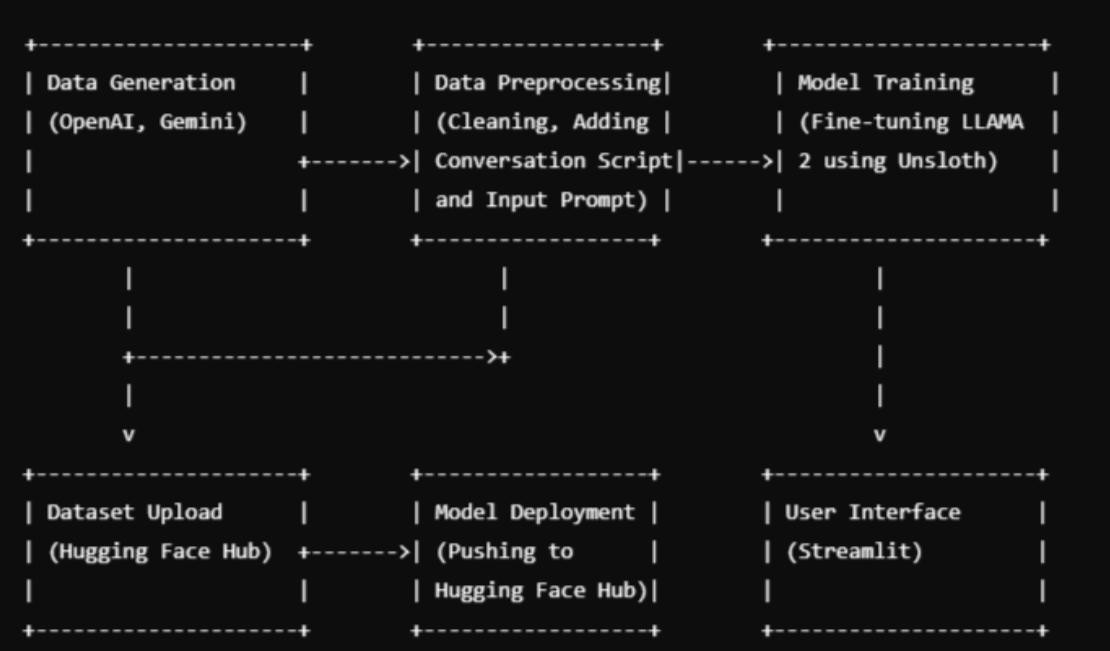 +---------------------+        +------------------+        +---------------------+
| Data Generation     |        | Data Preprocessing|        | Model Training      |
| (OpenAI, Gemini)    |        | (Cleaning, Adding |        | (Fine-tuning LLAMA  |
|                     +------->| Conversation Script|------>| 2 using Unsloth)    |
|                     |        | and Input Prompt) |        |                     |
+---------------------+        +------------------+        +---------------------+
        |                             |                             |
        |                             |                             |
        +---------------------------->+                             |
        |                                                           |
        v                                                           v
+---------------------+        +------------------+        +---------------------+
| Dataset Upload      |        | Model Deployment |        | User Interface      |
| (Hugging Face Hub)  +------->| (Pushing to      |        | (Streamlit)         |
|                     |        | Hugging Face Hub)|        |                     |
+---------------------+        +------------------+        +---------------------+